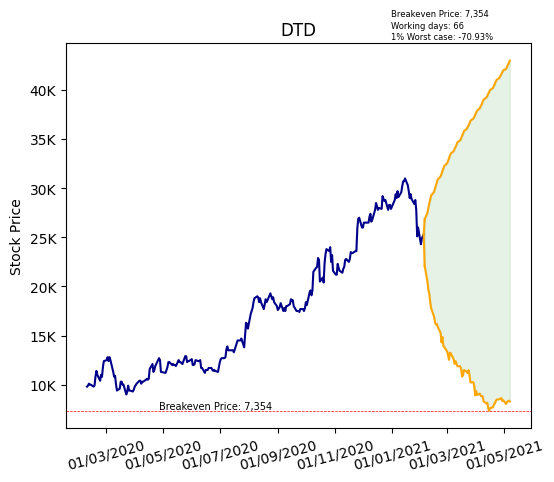 Breakeven Price: 7,354
Working days: 66
1% Worst case: -70.93%
DTD
Stock Price
40K
35K
30K
25K
20K
15K
10K
Breakeven Price: 7,354
01/03/2020
01/05/2020
01/07/2020
01/09/2020
01/11/2020
01/01/2021
01/03/2021
01/05/2021